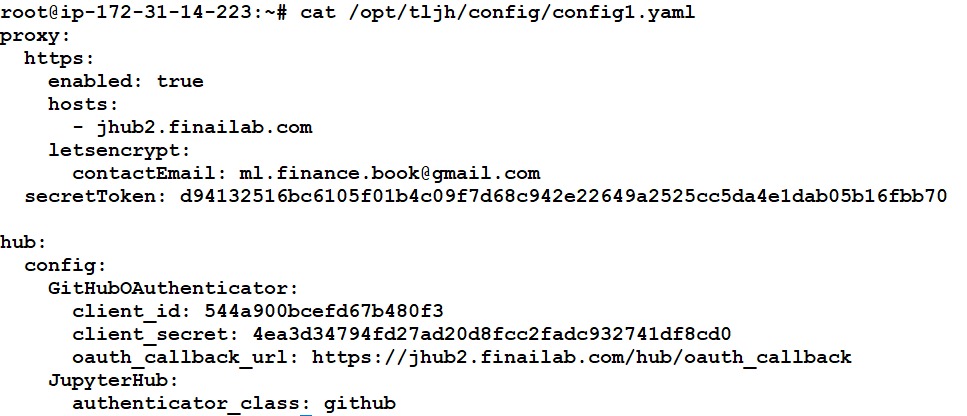 root@ip-172-31-14-223:~# cat /opt/tljh/config/config1.yaml
proxy:
  https:
    enabled: true
    hosts:
      - jhub2.finailab.com
    letsencrypt:
      contactEmail: ml.finance.book@gmail.com
  secretToken: d94132516bc6105f01b4c09f7d68c942e22649a2525cc5da4e1dab05b16fbb70

hub:
  config:
    GitHubOAuthenticator:
      client_id: 544a900bcefd67b480f3
      client_secret: 4ea3d34794fd27ad20d8fcc2fadc932741df8cd0
      oauth_callback_url: https://jhub2.finailab.com/hub/oauth_callback
    JupyterHub:
      authenticator_class: github